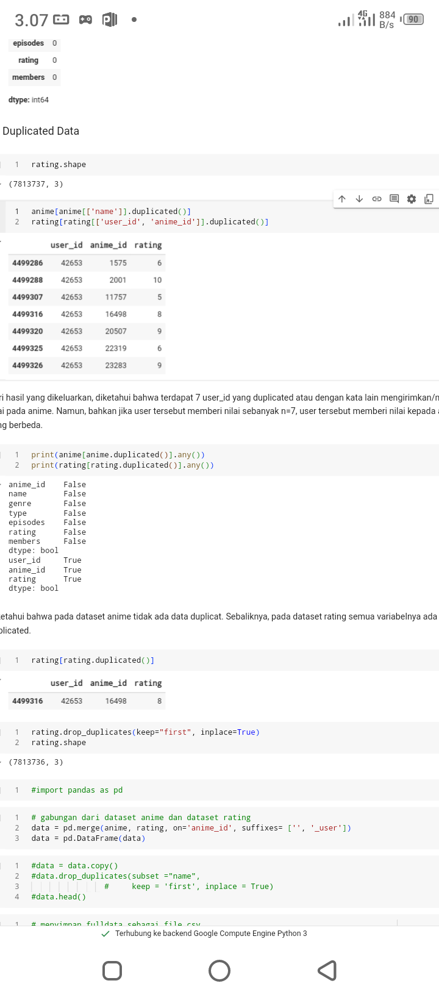 3.07 4G 884 B/s 90
episodes 0
rating 0
members 0
dtype: int64
Duplicated Data
1 rating.shape
(7813737, 3)
1 anime[anime[['name']].duplicated()]
2 rating[rating[['user_id', 'anime_id']].duplicated()]
user_id anime_id rating
4499286 42653 1575 6
4499288 42653 2001 10
4499307 42653 11757 5
4499316 42653 16498 8
4499320 42653 20507 9
4499325 42653 22319 6
4499326 42653 23283 9
ri hasil yang dikeluarkan, diketahui bahwa terdapat 7 user_id yang duplicated atau dengan kata lain mengirimkan/
ai pada anime. Namun, bahkan jika user tersebut memberi nilai sebanyak n=7, user tersebut memberi nilai kepada
ng berbeda.
1 print(anime[anime.duplicated()].any())
2 print(rating[rating.duplicated()].any())
anime_id False
name False
genre False
type False
episodes False
rating False
members False
dtype: bool
user_id True
anime_id True
rating True
dtype: bool
etahui bahwa pada dataset anime tidak ada data duplicat. Sebaliknya, pada dataset rating semua variabelnya ada
plicated.
1 rating[rating.duplicated()]
user_id anime_id rating
4499316 42653 16498 8
1 rating.drop_duplicates(keep="first", inplace=True)
2 rating.shape
(7813736, 3)
1 #import pandas as pd
1 # gabungan dari dataset anime dan dataset rating
2 data = pd.merge(anime, rating, on='anime_id', suffixes= ['', '_user'])
3 data = pd.DataFrame(data)
1 #data = data.copy()
2 #data.drop_duplicates(subset ="name",
3 # keep = 'first', inplace = True)
4 #data.head()
1 # menyimpan fulldata sebagai file csv
Terhubung ke backend Google Compute Engine Python 3